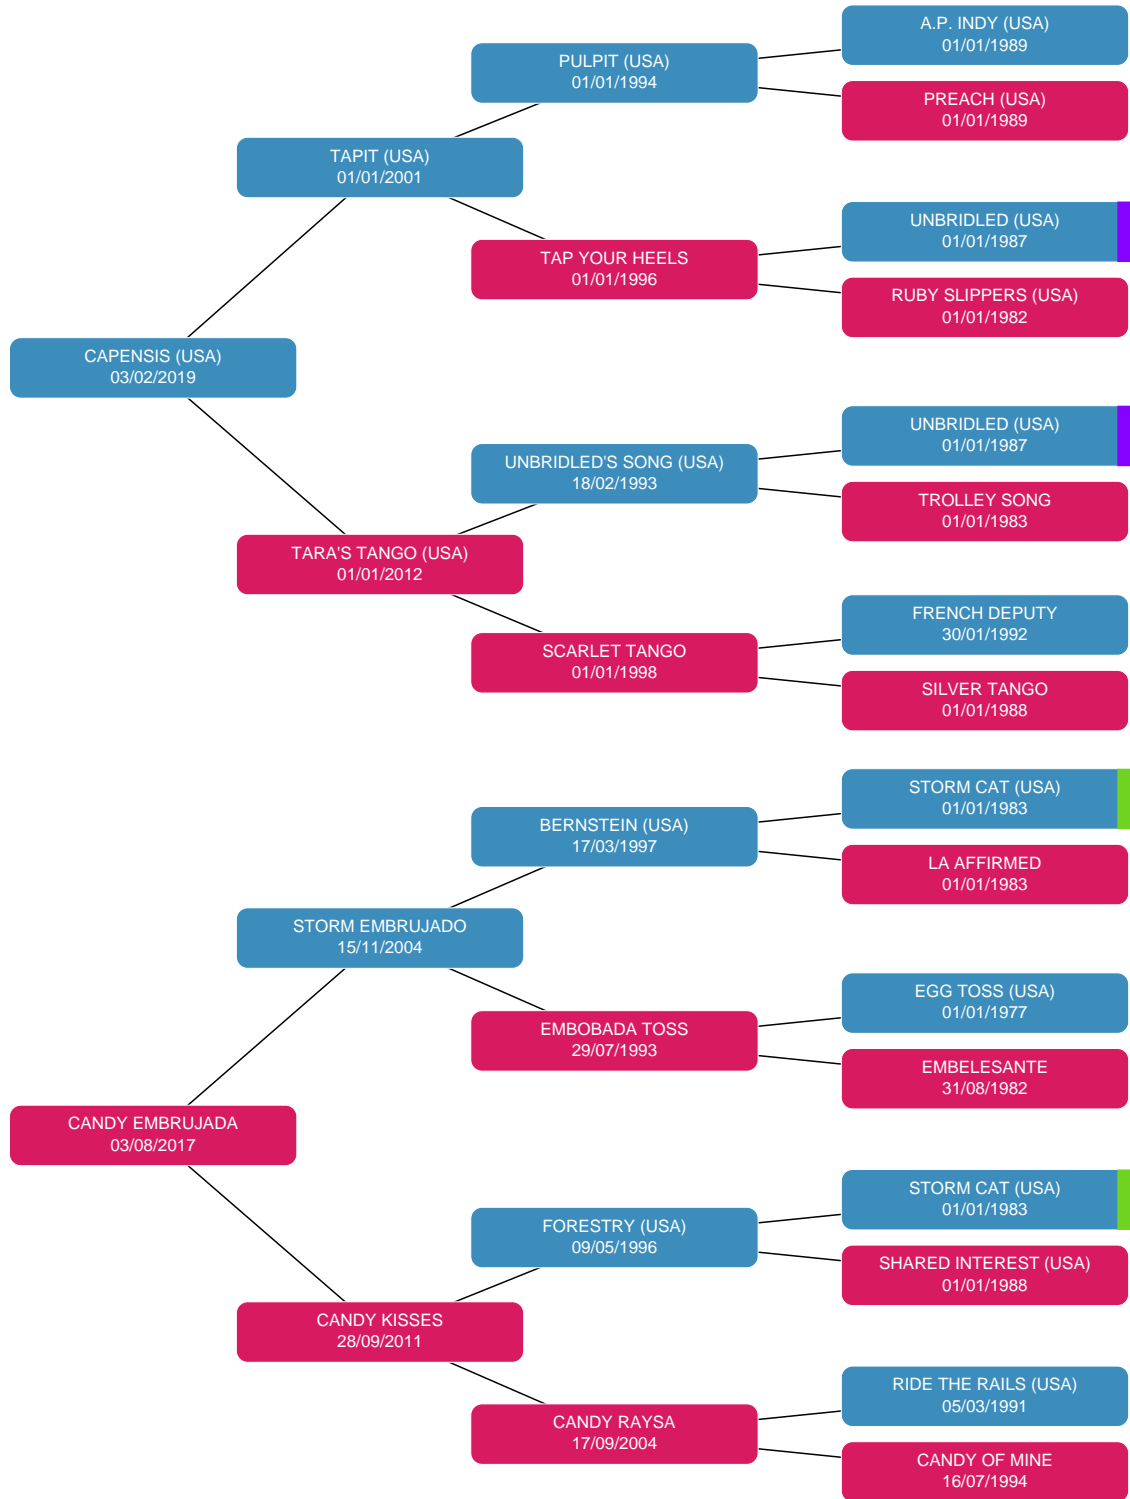 A.P. INDY (USA)
01/01/1989
PULPIT (USA)
01/01/1994
PREACH (USA)
01/01/1989
TAPIT (USA)
01/01/2001
UNBRIDLED (USA)
01/01/1987
TAP YOUR HEELS
01/01/1996
RUBY SLIPPERS (USA)
01/01/1982
CAPENSIS (USA)
03/02/2019
UNBRIDLED (USA)
01/01/1987
UNBRIDLED'S SONG (USA)
18/02/1993
TROLLEY SONG
01/01/1983
TARA'S TANGO (USA)
01/01/2012
FRENCH DEPUTY
30/01/1992
SCARLET TANGO
01/01/1998
SILVER TANGO
01/01/1988
STORM CAT (USA)
01/01/1983
BERNSTEIN (USA)
17/03/1997
LA AFFIRMED
01/01/1983
STORM EMBRUJADO
15/11/2004
EGG TOSS (USA)
01/01/1977
EMBOBADA TOSS
29/07/1993
EMBELESANTE
31/08/1982
CANDY EMBRUJADA
03/08/2017
STORM CAT (USA)
01/01/1983
FORESTRY (USA)
09/05/1996
SHARED INTEREST (USA)
01/01/1988
CANDY KISSES
28/09/2011
RIDE THE RAILS (USA)
05/03/1991
CANDY RAYSA
17/09/2004
CANDY OF MINE
16/07/1994